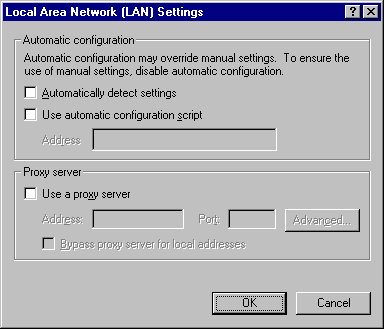 Local Area Network (LAN) Settings
Automatic configuration
Automatic configuration may override manual settings.  To ensure the
use of manual settings, disable automatic configuration.
Automatically detect settings
Use automatic configuration script
Address
Proxy server
Use a proxy server
Address: Port: Advanced...
Bypass proxy server for local addresses
OK Cancel